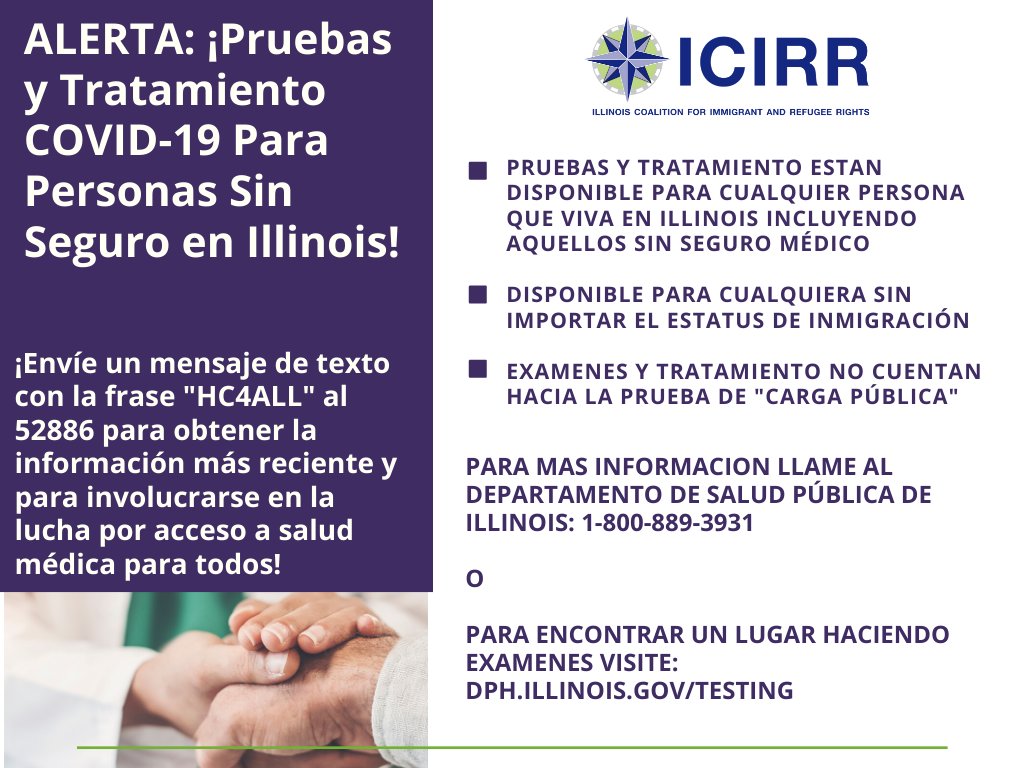 ALERTA: ¡Pruebas
y Tratamiento
COVID-19 Para
Personas Sin
Seguro en Illinois!
¡Envíe un mensaje de texto
con la frase "HC4ALL" al
52886 para obtener la
información más reciente y
para involucrarse en la
lucha por acceso a salud
médica para todos!
ICIRR
ILLINOIS COALITION FOR IMMIGRANT AND REFUGEE RIGHTS
PRUEBAS Y TRATAMIENTO ESTAN
DISPONIBLE PARA CUALQUIER PERSONA
QUE VIVA EN ILLINOIS INCLUYENDO
AQUELLOS SIN SEGURO MÉDICO
DISPONIBLE PARA CUALQUIERA SIN
IMPORTAR EL ESTATUS DE INMIGRACIÓN
EXAMENES Y TRATAMIENTO NO CUENTAN
HACIA LA PRUEBA DE "CARGA PÚBLICA"
PARA MAS INFORMACION LLAME AL
DEPARTAMENTO DE SALUD PÚBLICA DE
ILLINOIS: 1-800-889-3931
O
PARA ENCONTRAR UN LUGAR HACIENDO
EXAMENES VISITE:
DPH.ILLINOIS.GOV/TESTING